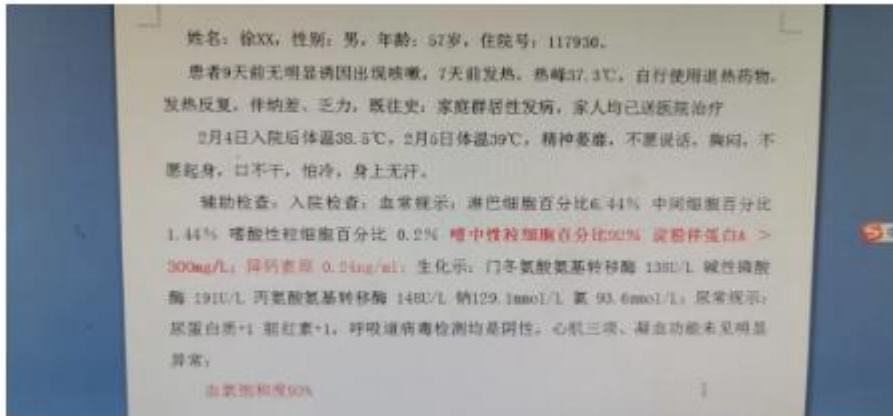 姓名：徐XX，性别：男，年龄：57岁，住院号：117930。
患者9天前无明显诱因出现咳嗽，7天前发热，热峰37.3℃，自行使用退热药物，
发热反复，伴纳差、乏力，既往史：家庭群居性发病，家人均已送医院治疗
2月4日入院后体温38.5℃，2月5日体温39℃，精神萎靡，不愿说话，胸闷，不
愿起身，口不干，怕冷，身上无汗。
辅助检查：入院检查：血常规示：淋巴细胞百分比6.44% 中间细胞百分比
1.44% 嗜酸性粒细胞百分比 0.2% 嗜中性粒细胞百分比92% 淀粉样蛋白A >
300mg/L；降钙素原 0.24ng/ml；生化示：门冬氨酸氨基转移酶 138U/L 碱性磷酸
酶 191U/L 丙氨酸氨基转移酶 148U/L 钠129.1mmol/L 氯 93.6mmol/L；尿常规示：
尿蛋白质+1 胆红素+1，呼吸道病毒检测均是阴性，心肌三项、凝血功能未见明显
异常；
血氧饱和度90%